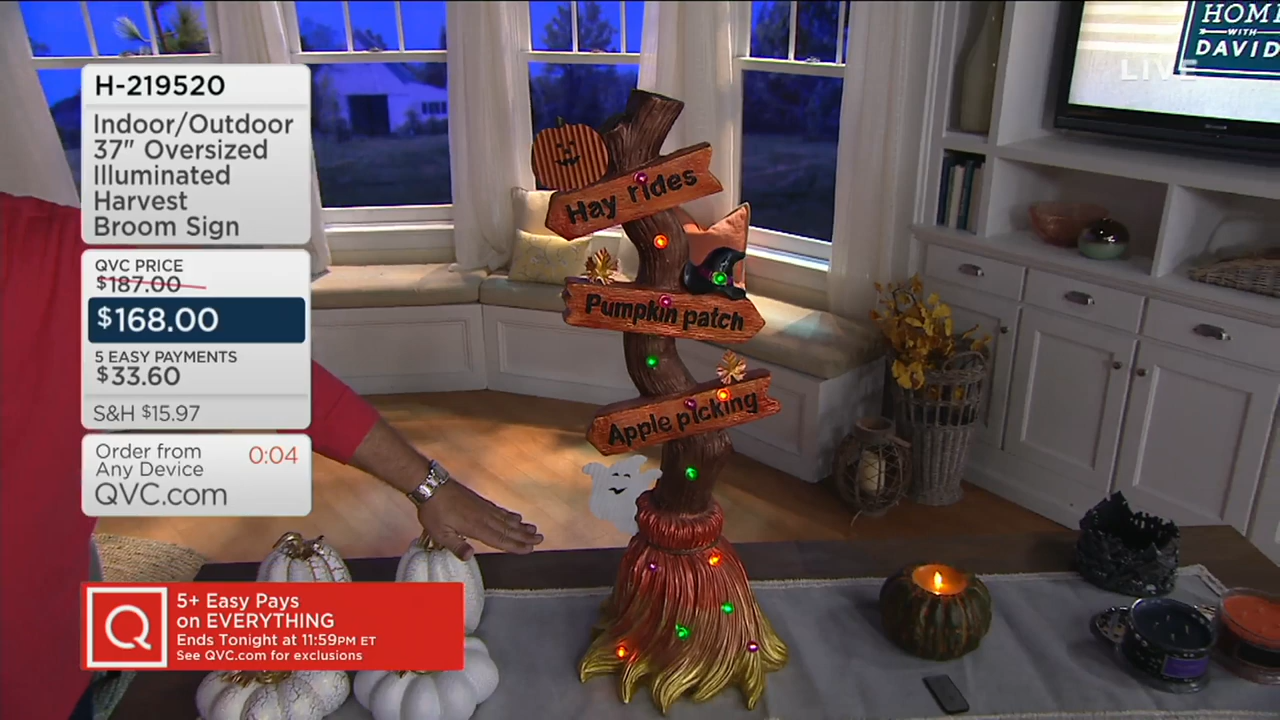 H-219520
Indoor/Outdoor
37" Oversized
Illuminated
Harvest
Broom Sign
QVC PRICE
$187.00
$168.00
5 EASY PAYMENTS
$33.60
S&H $15.97
Order from
Any Device
0:04
QVC.com
Q
5+ Easy Pays
on EVERYTHING
Ends Tonight at 11:59PM ET
See QVC.com for exclusions
Hay rides
Pumpkin patch
Apple picking
HOME
WITH
DAVID
LIVE